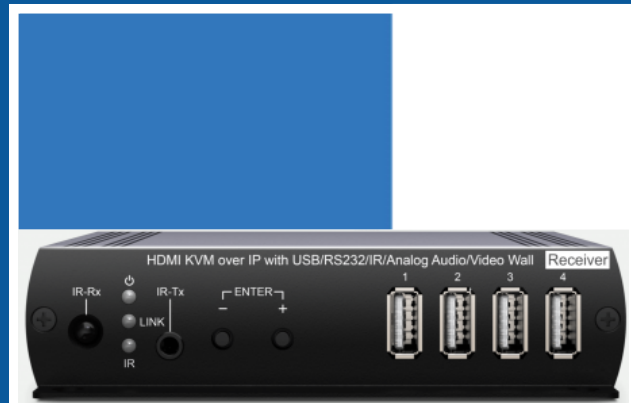 HDMI KVM over IP with USB/RS232/IR/Analog Audio/Video Wall Receiver
1 2 3 4
IR-Rx IR-Tx ENTER
- +
LINK
IR